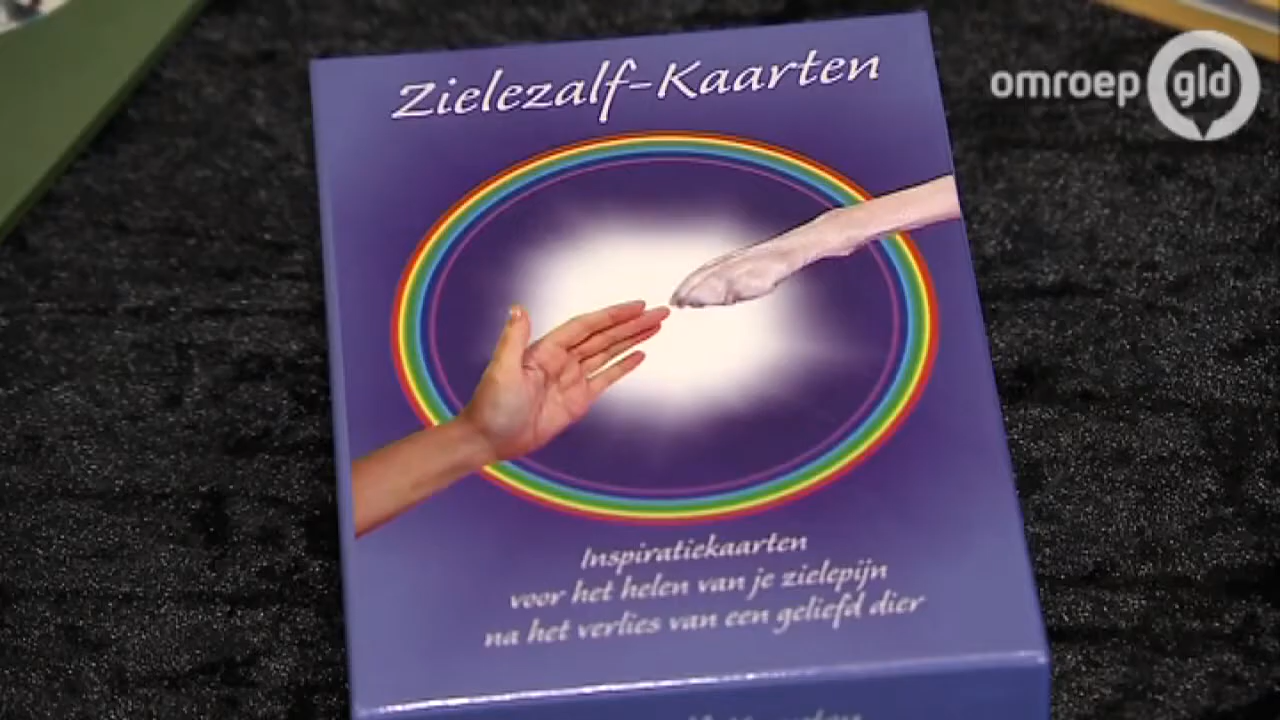 Zielezalf-Kaarten
omroep gld
Inspiratiekaarten
voor het helen van je zielepijn
na het verlies van een geliefd dier